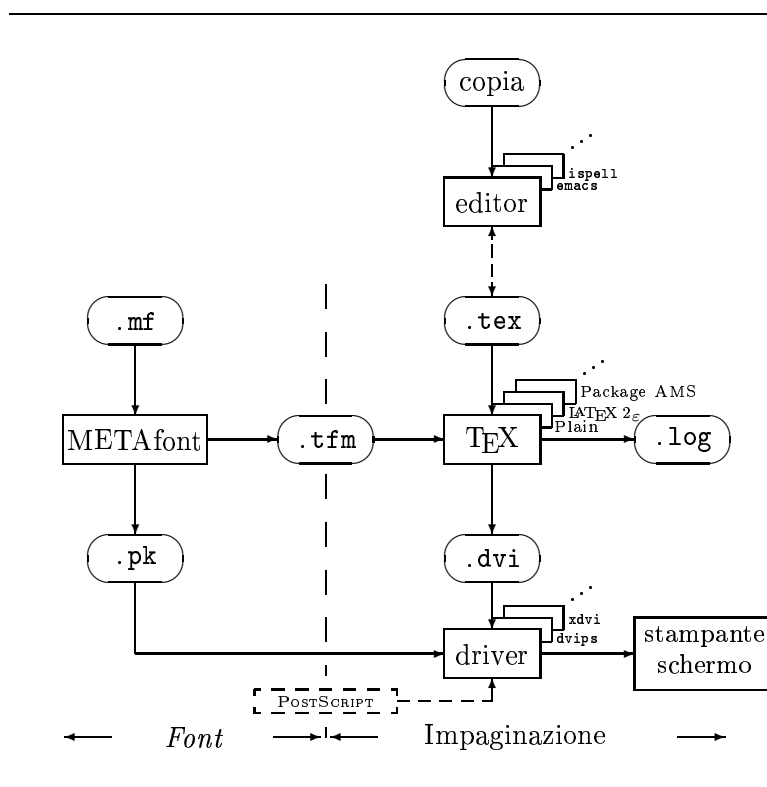 copia
ispell
emacs
editor
.mf
.tex
Package AMS
LATEX 2ε
Plain
METAfont
.tfm
TEX
.log
.pk
.dvi
xdvi
dvips
driver
stampante
schermo
PostScript
Font
Impaginazione